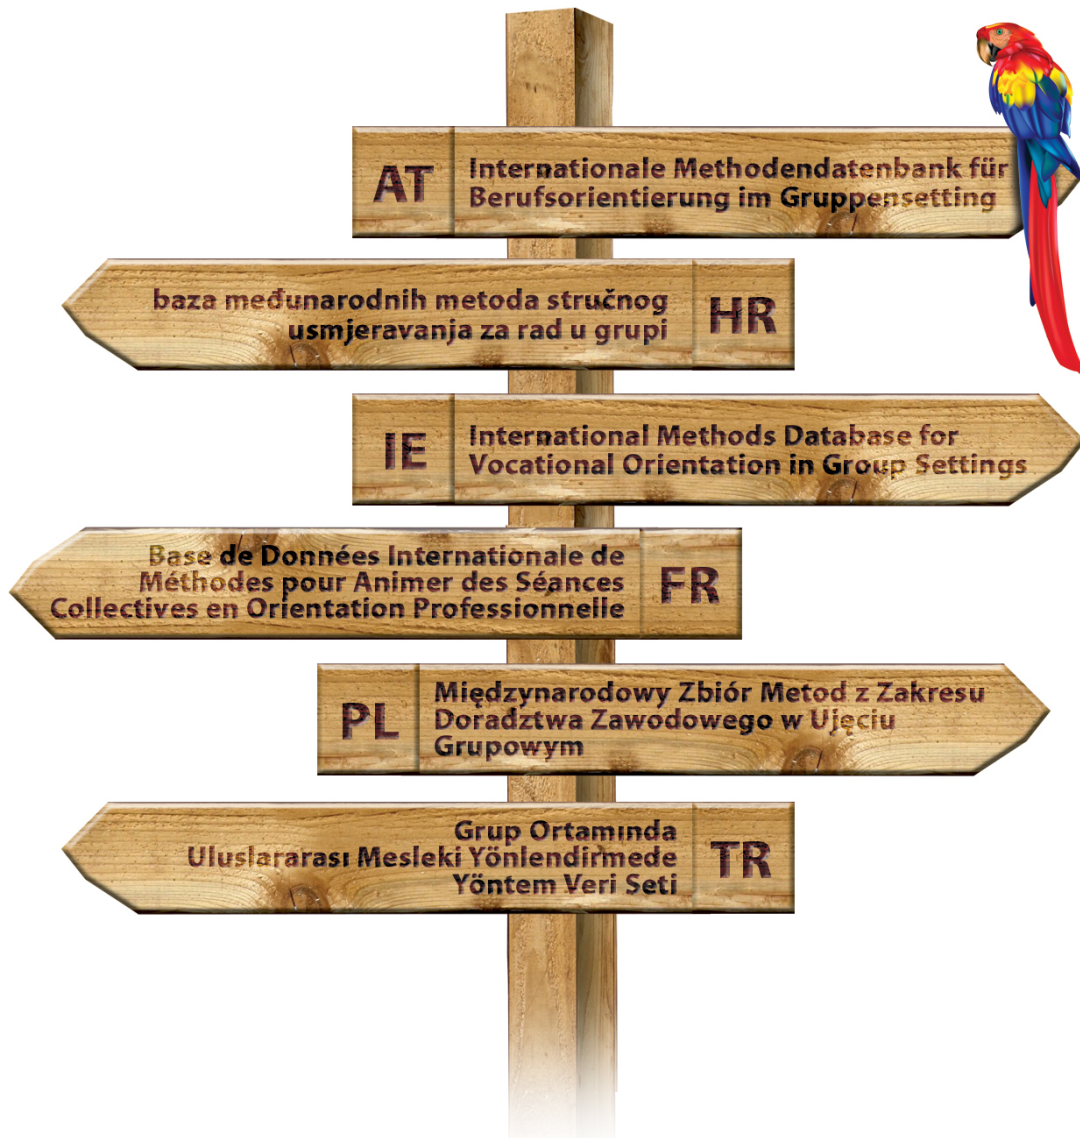 AT
Internationale Methodendatenbank für
Berufsorientierung im Gruppensetting
baza međunarodnih metoda stručnog
usmjeravanja za rad u grupi
HR
IE
International Methods Database for
Vocational Orientation in Group Settings
Base de Données Internationale de
Méthodes pour Animer des Séances
Collectives en Orientation Professionnelle
FR
PL
Międzynarodowy Zbiór Metod z Zakresu
Doradztwa Zawodowego w Ujęciu
Grupowym
Grup Ortamında
Uluslararası Mesleki Yönlendirmede
Yöntem Veri Seti
TR